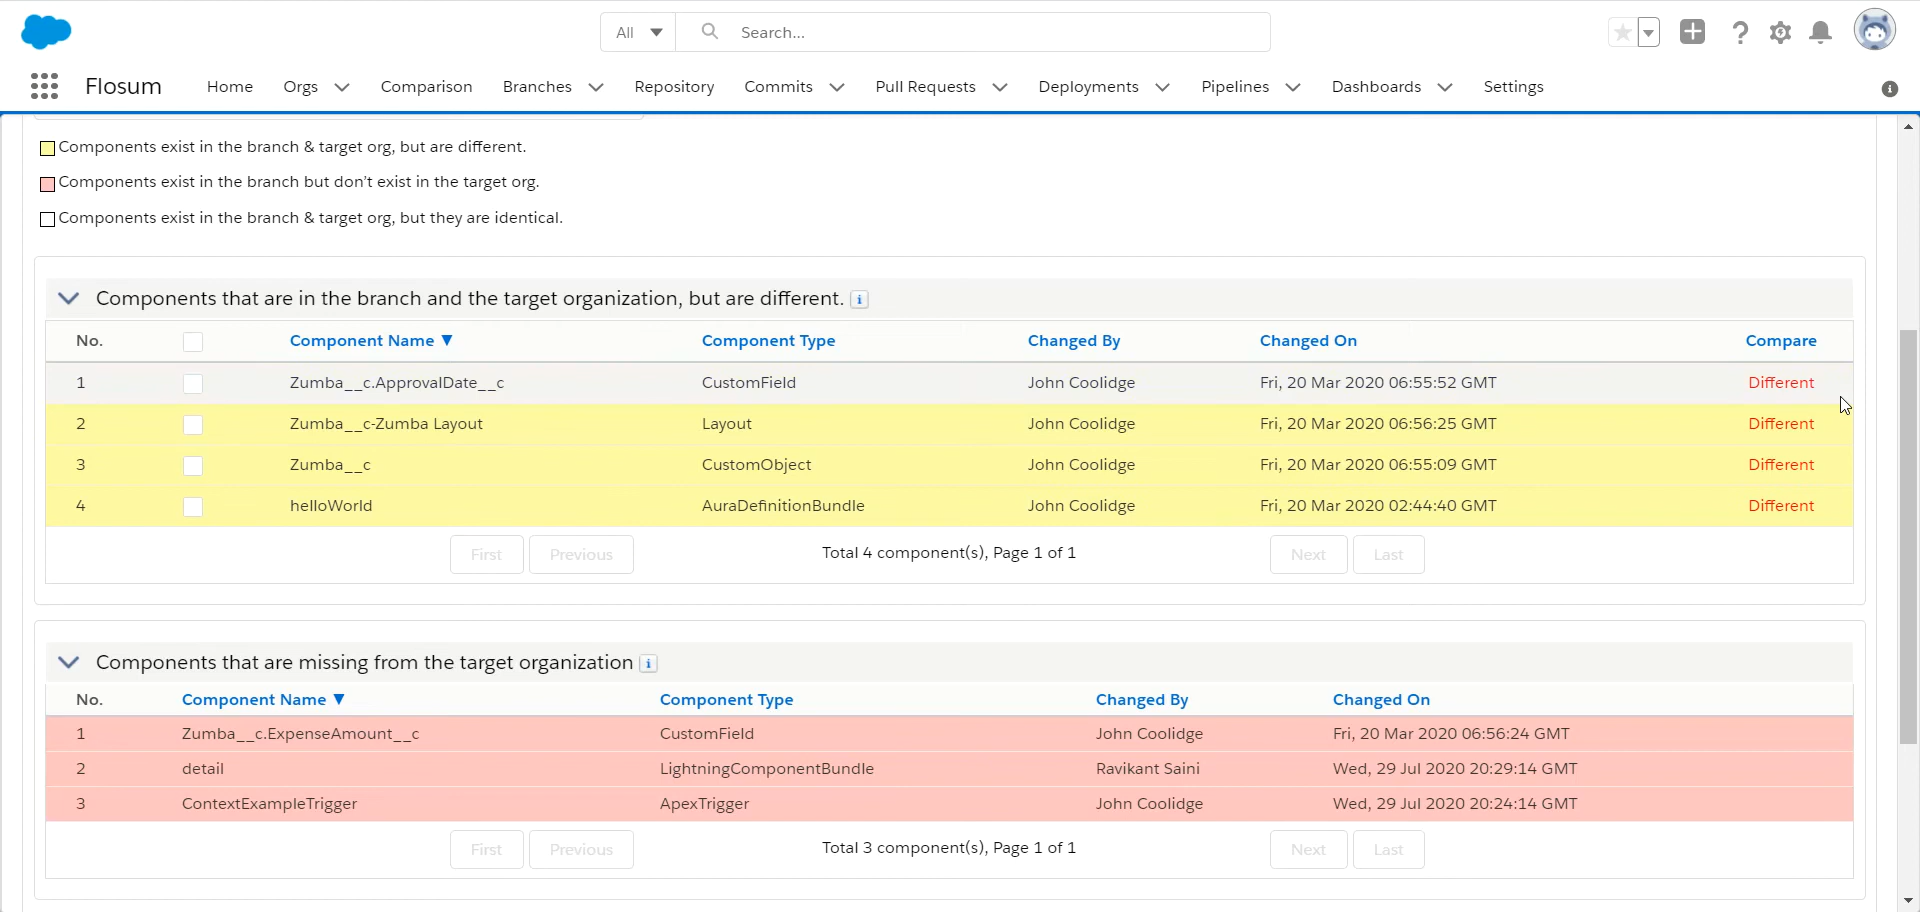 All Search...
Flosum Home Orgs Comparison Branches Repository Commits Pull Requests Deployments Pipelines Dashboards Settings
Components exist in the branch & target org, but are different.
Components exist in the branch but don’t exist in the target org.
Components exist in the branch & target org, but they are identical.
Components that are in the branch and the target organization, but are different.
No. Component Name ▼ Component Type Changed By Changed On Compare
1 Zumba__c.ApprovalDate__c CustomField John Coolidge Fri, 20 Mar 2020 06:55:52 GMT Different
2 Zumba__c-Zumba Layout Layout John Coolidge Fri, 20 Mar 2020 06:56:25 GMT Different
3 Zumba__c CustomObject John Coolidge Fri, 20 Mar 2020 06:55:09 GMT Different
4 helloWorld AuraDefinitionBundle John Coolidge Fri, 20 Mar 2020 02:44:40 GMT Different
First Previous Total 4 component(s), Page 1 of 1 Next Last
Components that are missing from the target organization
No. Component Name ▼ Component Type Changed By Changed On
1 Zumba__c.ExpenseAmount__c CustomField John Coolidge Fri, 20 Mar 2020 06:56:24 GMT
2 detail LightningComponentBundle Ravikant Saini Wed, 29 Jul 2020 20:29:14 GMT
3 ContextExampleTrigger ApexTrigger John Coolidge Wed, 29 Jul 2020 20:24:14 GMT
First Previous Total 3 component(s), Page 1 of 1 Next Last